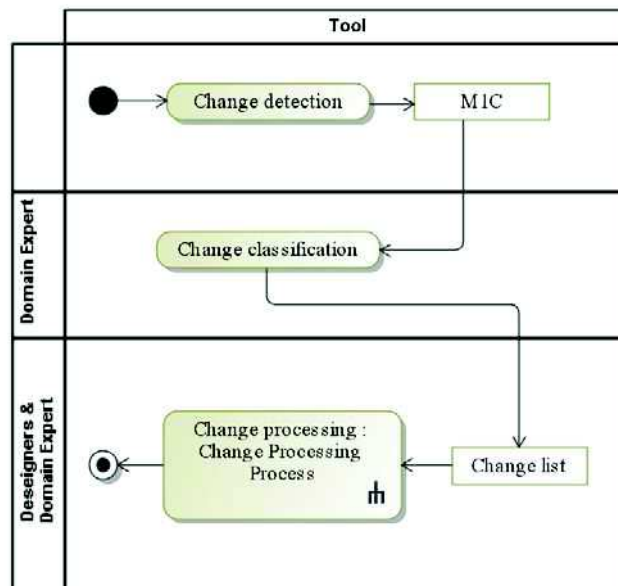 Tool
Change detection
M1C
Domain Expert
Change classification
Deseigners &
Domain Expert
Change processing :
Change Processing
Process
Change list